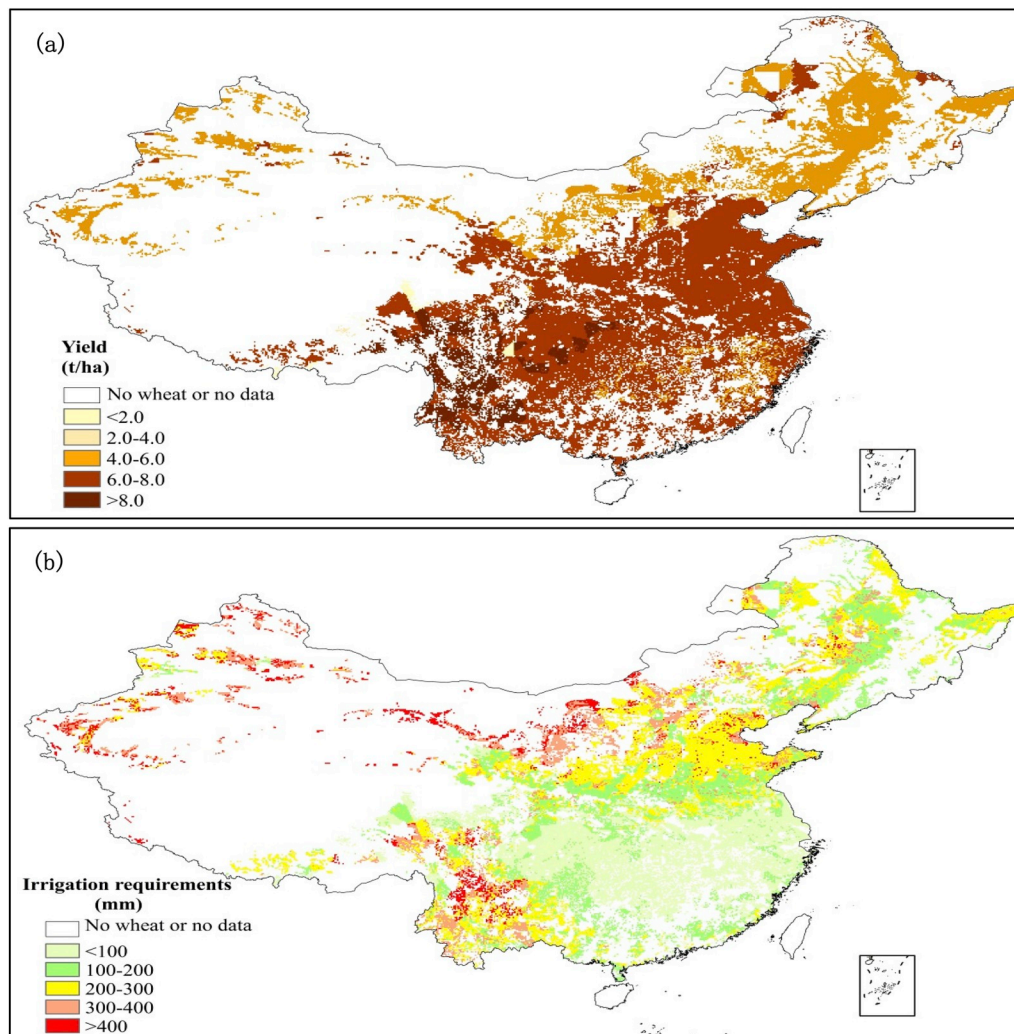 (a)
Yield
(t/ha)
No wheat or no data
<2.0
2.0-4.0
4.0-6.0
6.0-8.0
>8.0
(b)
Irrigation requirements
(mm)
No wheat or no data
<100
100-200
200-300
300-400
>400